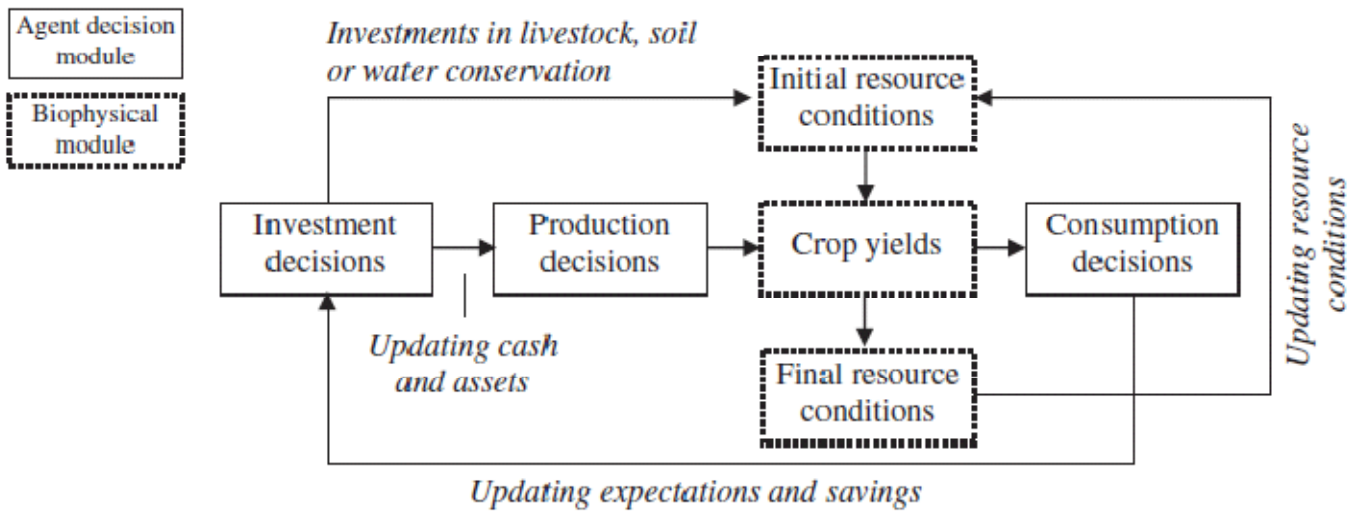 Agent decision
module
Biophysical
module
Investments in livestock, soil
or water conservation
Initial resource
conditions
Investment
decisions
Production
decisions
Crop yields
Consumption
decisions
Updating resource
conditions
Updating cash
and assets
Final resource
conditions
Updating expectations and savings